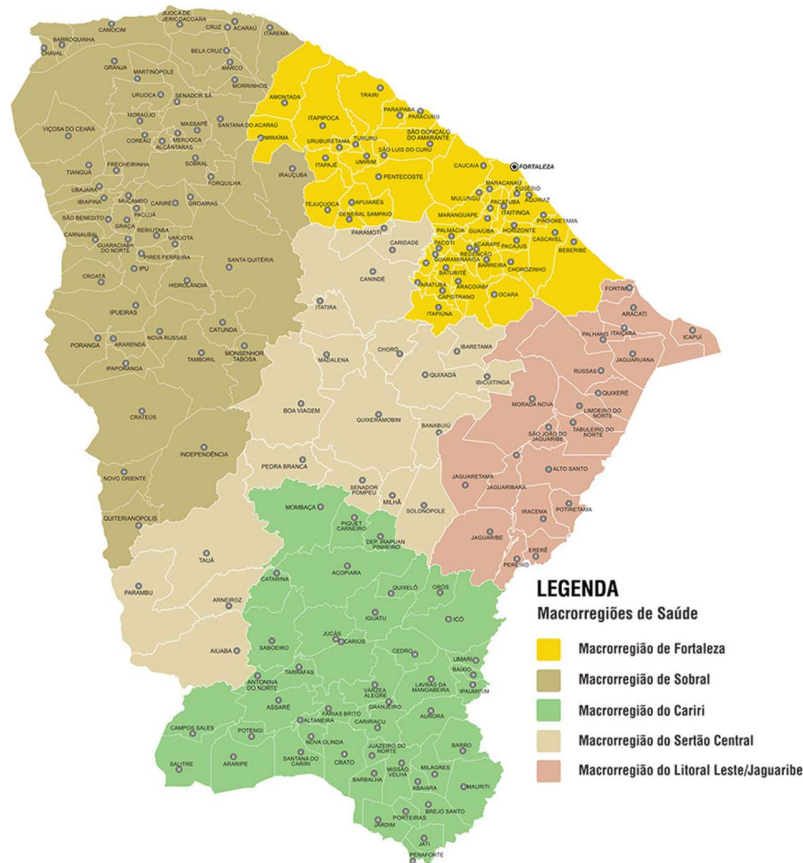 JIJOCA DE
JERICOACOARA
CAMOCIM
CRUZ
ACARAÚ
ITAREMA
BARROQUINHA
CHAVAL
BELA CRUZ
GRANJA
MARCO
MARTINÓPOLE
MORRINHOS
URUOCA
SENADOR SÁ
AMONTADA
TRAIRI
PARAIPABA
PARACURU
MORAÚJO
MASSAPÊ
SANTANA DO ACARAÚ
ITAPIPOCA
VIÇOSA DO CEARÁ
COREAÚ
MERUOCA
ALCÂNTARAS
MIRAÍMA
URUBURETAMA
TURURU
SÃO GONÇALO
DO AMARANTE
SÃO LUIS DO CURÚ
TIANGUÁ
FRECHEIRINHA
SOBRAL
IRAUÇUBA
ITAPAJÉ
UMIRIM
CAUCAIA
FORTALEZA
FORQUILHA
PENTECOSTE
MARACANAÚ
EUSÉBIO
UBAJARA
IBIAPINA
MUCAMBO
CARIRÉ
GROAÍRAS
TEJUÇUOCA
APUIARÉS
MULUNGU
PACATUBA
AQUIRÁS
PACUJÁ
GENERAL SAMPAIO
MARANGUAPE
ITAITINGA
SÃO BENEDITO
GRAÇA
PINDORETAMA
CARNAUBAL
RERIUTABA
VARJOTA
PARAMOTI
PALMÁCIA
GUAIÚBA
HORIZONTE
CASCAVEL
GUARACIABA
DO NORTE
PIRES FERREIRA
CARIDADE
PACOTI
ACARAPE
REDENÇÃO
PACAJUS
BEBERIBE
GUARAMIRANGA
BARREIRA
CHOROZINHO
CROATÁ
IPU
SANTA QUITÉRIA
CANINDÉ
BATURITÉ
HIDROLÂNDIA
ARATUBA
ARACOIABA
CAPISTRANO
OCARA
FORTIM
IPUEIRAS
ITATIRA
ITAPIÚNA
ARACATI
CATUNDA
ITAIÇABA
ICAPUÍ
PORANGA
ARARENDÁ
NOVA RUSSAS
PALHANO
MONSENHOR
TABOSA
TAMBORIL
MADALENA
CHORÓ
IBARETAMA
JAGUARUANA
IPAPORANGA
RUSSAS
QUIXADÁ
IBICUITINGA
QUIXERÉ
BOA VIAGEM
MORADA NOVA
LIMOEIRO DO
NORTE
CRATEÚS
QUIXERAMOBIM
BANABUIÚ
TABULEIRO DO
NORTE
SÃO JOÃO DO
JAGUARIBE
INDEPENDÊNCIA
PEDRA BRANCA
ALTO SANTO
NOVO ORIENTE
SENADOR
POMPEU
JAGUARETAMA
JAGUARIBARA
MILHÃ
SOLONOPOLE
POTIRETAMA
QUITERIANÓPOLIS
MOMBAÇA
PIQUET
CARNEIRO
IRACEMA
DEP. IRAPUAN
PINHEIRO
JAGUARIBE
ERERÊ
PEREIRO
TAUÁ
CATARINA
ACOPIARA
PARAMBU
ARNEIROZ
QUIXELÔ
ORÓS
IGUATU
ICÓ
JUCÁS
CARIÚS
AIUABA
SABOEIRO
CEDRO
UMARI
BAIXIO
IPAUMIRIM
TARRAFAS
ANTONINA
DO NORTE
VÁRZEA
ALEGRE
LAVRAS DA
MANGABEIRA
ASSARÉ
GRANJEIRO
FARIAS BRITO
ALTANEIRA
AURORA
CARIRIAÇU
CAMPOS SALES
POTENGI
NOVA OLINDA
BARRO
SALITRE
ARARIPE
SANTANA DO
CARIRI
CRATO
JUAZEIRO DO
NORTE
MISSÃO
VELHA
MILAGRES
BARBALHA
ABAIARA
MAURITI
BREJO SANTO
PORTEIRAS
JARDIM
JATI
PENAFORTE
LEGENDA
Macrorregiões de Saúde
Macrorregião de Fortaleza
Macrorregião de Sobral
Macrorregião do Cariri
Macrorregião do Sertão Central
Macrorregião do Litoral Leste/Jaguaribe